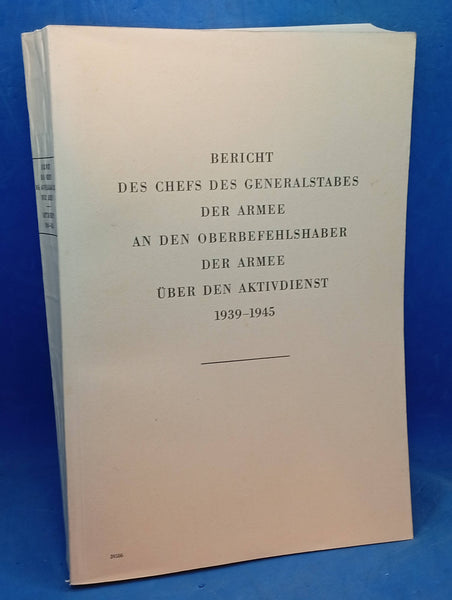 BERICHT
DES CHEFS DES GENERALSTABES
DER ARMEE
AN DEN OBERBEFEHLSHABER
DER ARMEE
ÜBER DEN AKTIVDIENST
1939–1945